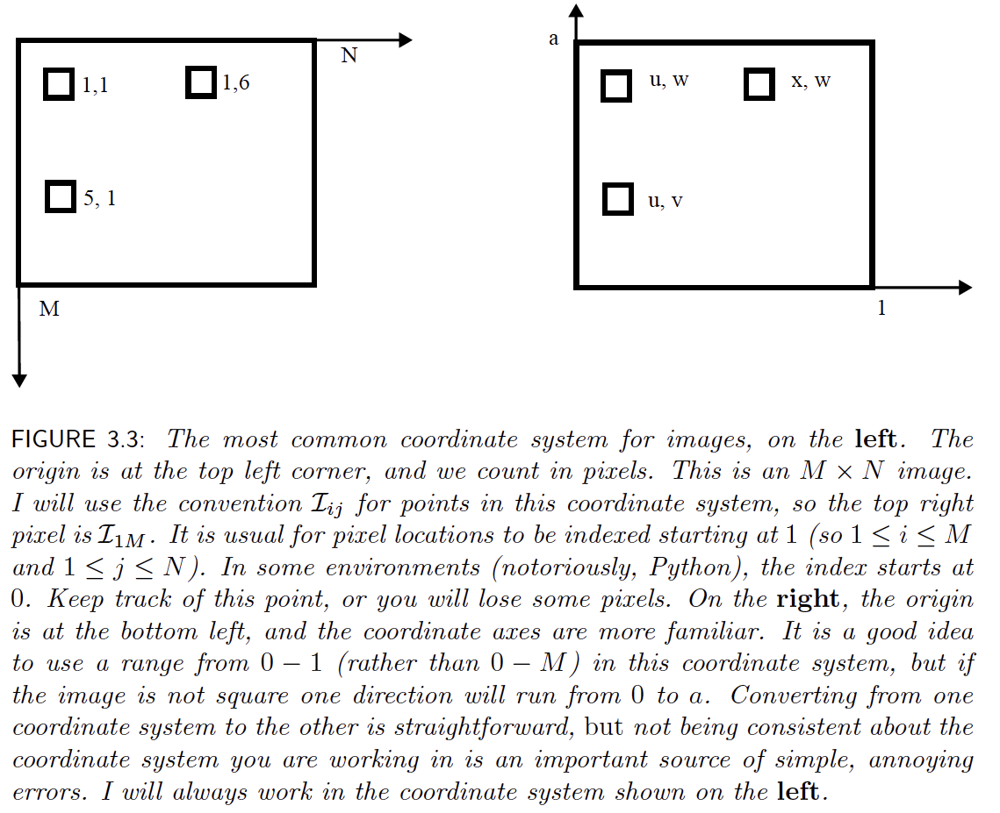 N
1,1
1,6
5, 1
M
a
u, w
x, w
u, v
1
FIGURE 3.3: The most common coordinate system for images, on the left. The
origin is at the top left corner, and we count in pixels. This is an M × N image.
I will use the convention ℐij for points in this coordinate system, so the top right
pixel is ℐ1M. It is usual for pixel locations to be indexed starting at 1 (so 1 ≤ i ≤ M
and 1 ≤ j ≤ N). In some environments (notoriously, Python), the index starts at
0. Keep track of this point, or you will lose some pixels. On the right, the origin
is at the bottom left, and the coordinate axes are more familiar. It is a good idea
to use a range from 0 − 1 (rather than 0 − M) in this coordinate system, but if
the image is not square one direction will run from 0 to a. Converting from one
coordinate system to the other is straightforward, but not being consistent about the
coordinate system you are working in is an important source of simple, annoying
errors. I will always work in the coordinate system shown on the left.